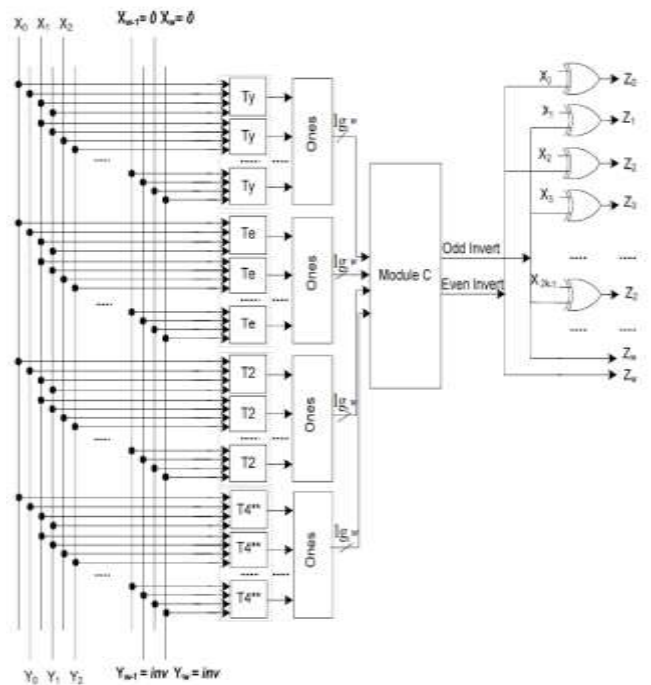 X₀ X₁ X₂ Xw-1=0 Xw=0
Ty
Ty
Ty
Ones
Te
Te
Te
Ones
T2
T2
T2
Ones
T4**
T4**
T4**
Ones
Module C
Odd Invert
Even Invert
X₀ Z₀
X₁ Z₁
X₂ Z₂
X₃ Z₃
X2k-1 Z₂
Zw
Zw
Y₀ Y₁ Y₂ Yw-1=inv Yw=inv